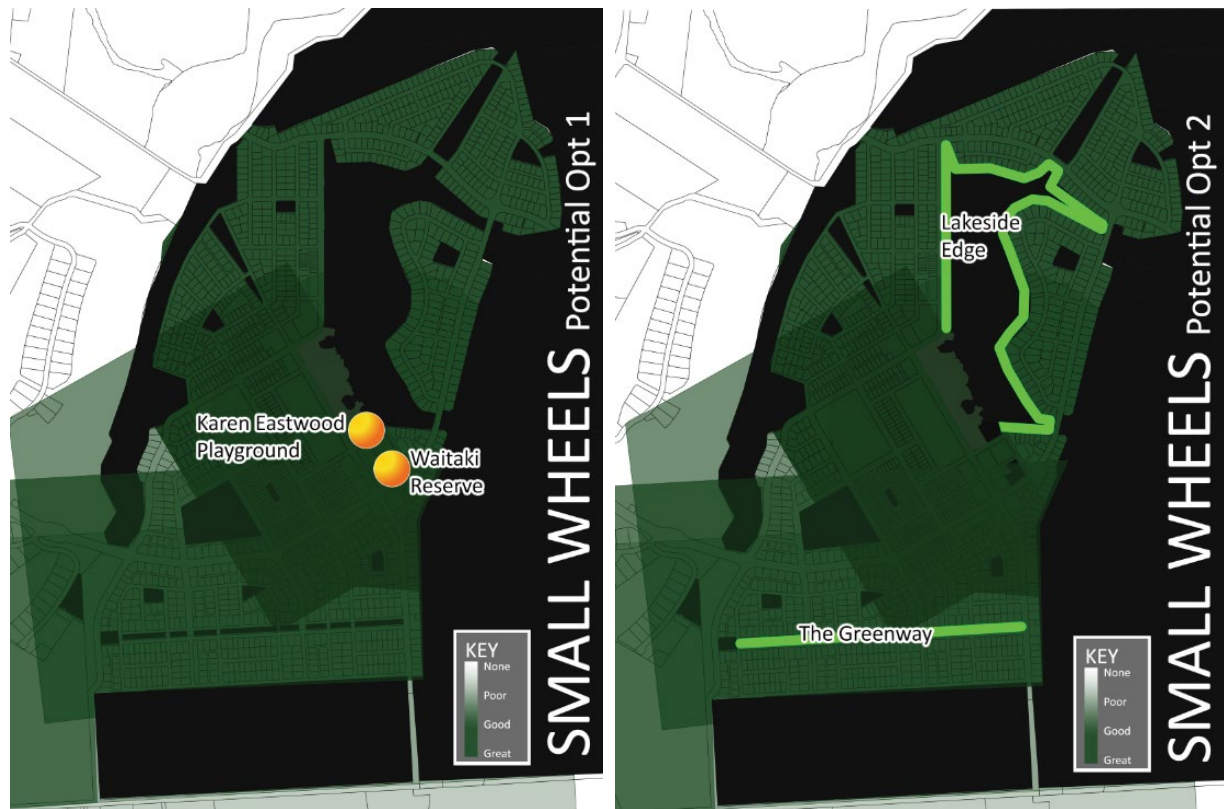 Karen Eastwood
Playground
Waitaki
Reserve
SMALL WHEELS Potential Opt 1
KEY
None
Poor
Good
Great
Lakeside
Edge
The Greenway
SMALL WHEELS Potential Opt 2
KEY
None
Poor
Good
Great